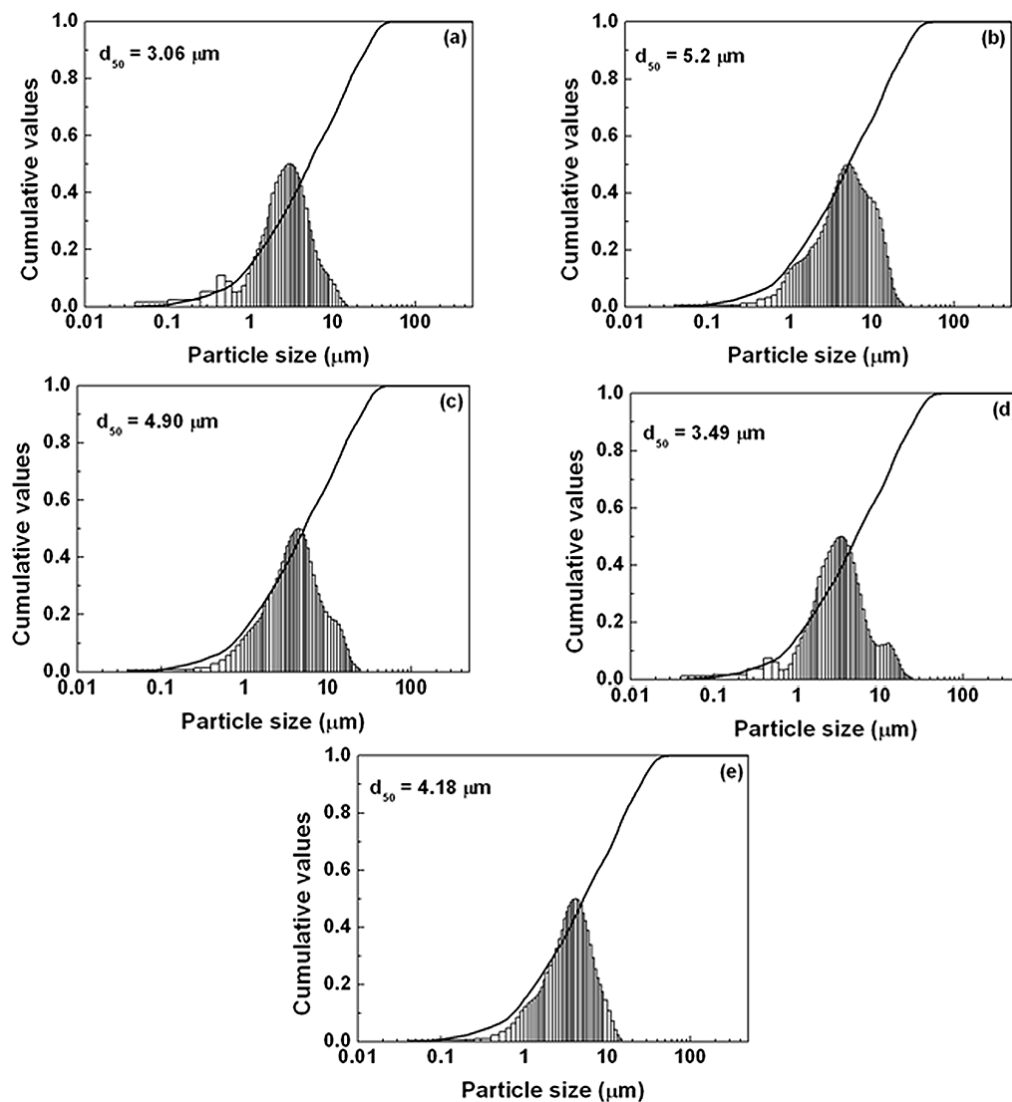 1.0
0.8
0.6
0.4
0.2
0.0
Cumulative values
d50 = 3.06 μm
(a)
0.01 0.1 1 10 100
Particle size (μm)
1.0
0.8
0.6
0.4
0.2
0.0
Cumulative values
d50 = 5.2 μm
(b)
0.01 0.1 1 10 100
Particle size (μm)
1.0
0.8
0.6
0.4
0.2
0.0
Cumulative values
d50 = 4.90 μm
(c)
0.01 0.1 1 10 100
Particle size (μm)
1.0
0.8
0.6
0.4
0.2
0.0
Cumulative values
d50 = 3.49 μm
(d
0.01 0.1 1 10 100
Particle size (μm)
1.0
0.8
0.6
0.4
0.2
0.0
Cumulative values
d50 = 4.18 μm
(e)
0.01 0.1 1 10 100
Particle size (μm)